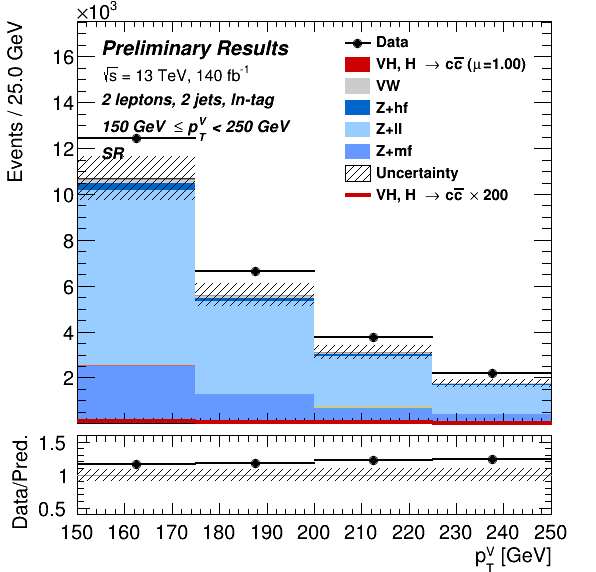 ×10³
Events / 25.0 GeV
16
14
12
10
8
6
4
2
Preliminary Results
√s = 13 TeV, 140 fb⁻¹
2 leptons, 2 jets, ln-tag
150 GeV ≤ p_T^V < 250 GeV
SR
Data
VH, H → cc̅ (μ=1.00)
VW
Z+hf
Z+ll
Z+mf
Uncertainty
VH, H → cc̅ × 200
Data/Pred.
1.5
1
0.5
150 160 170 180 190 200 210 220 230 240 250
p_T^V [GeV]